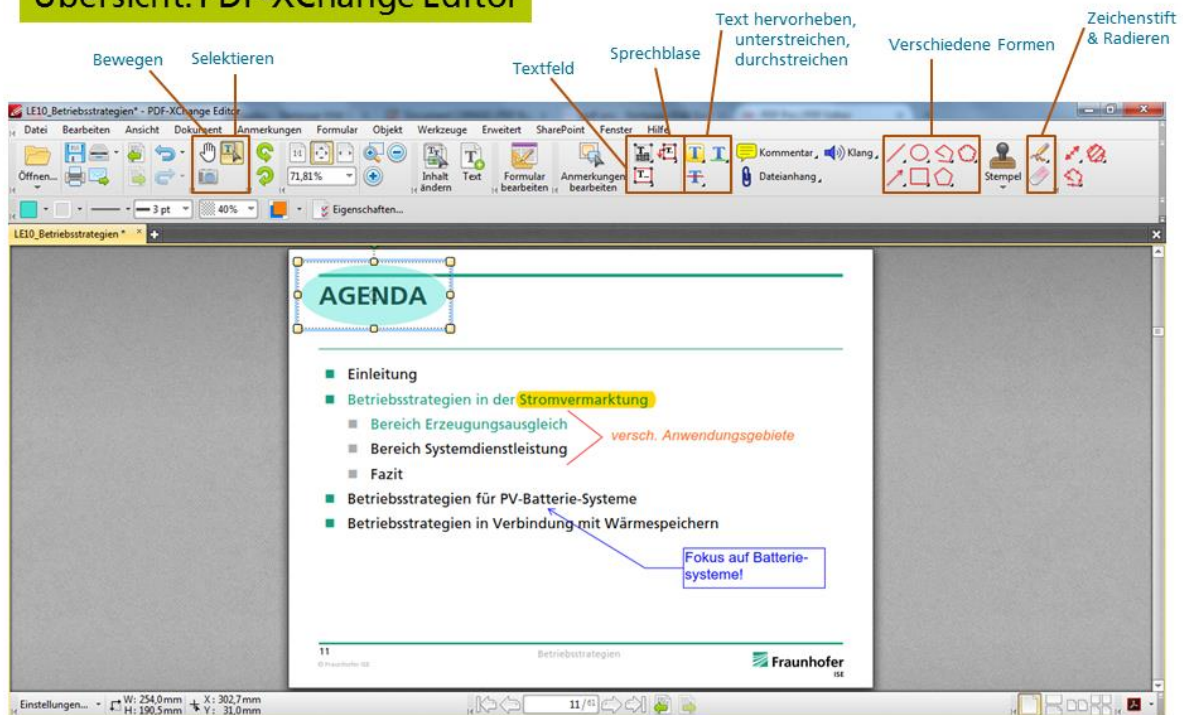 Übersicht: PDF-XChange Editor
Bewegen
Selektieren
Textfeld
Sprechblase
Text hervorheben,
unterstreichen,
durchstreichen
Verschiedene Formen
Zeichenstift
& Radieren
LE10_Betriebsstrategien* - PDF-XChange Editor
Datei Bearbeiten Ansicht Dokument Anmerkungen Formular Objekt Werkzeuge Erweitert SharePoint Fenster Hilfe
Öffnen...
71,81%
Inhalt
ändern
Text
Formular
bearbeiten
Anmerkungen
bearbeiten
Kommentar
Klang
Dateianhang
Stempel
3 pt
40%
Eigenschaften...
LE10_Betriebsstrategien *
AGENDA
Einleitung
Betriebsstrategien in der Stromvermarktung
Bereich Erzeugungsausgleich
Bereich Systemdienstleistung
Fazit
versch. Anwendungsgebiete
Betriebsstrategien für PV-Batterie-Systeme
Betriebsstrategien in Verbindung mit Wärmespeichern
Fokus auf Batterie-
systeme!
11
© Fraunhofer ISE
Betriebsstrategien
Fraunhofer
ISE
Einstellungen...
W: 254,0mm
H: 190,5mm
X: 302,7mm
Y: 31,0mm
11/61